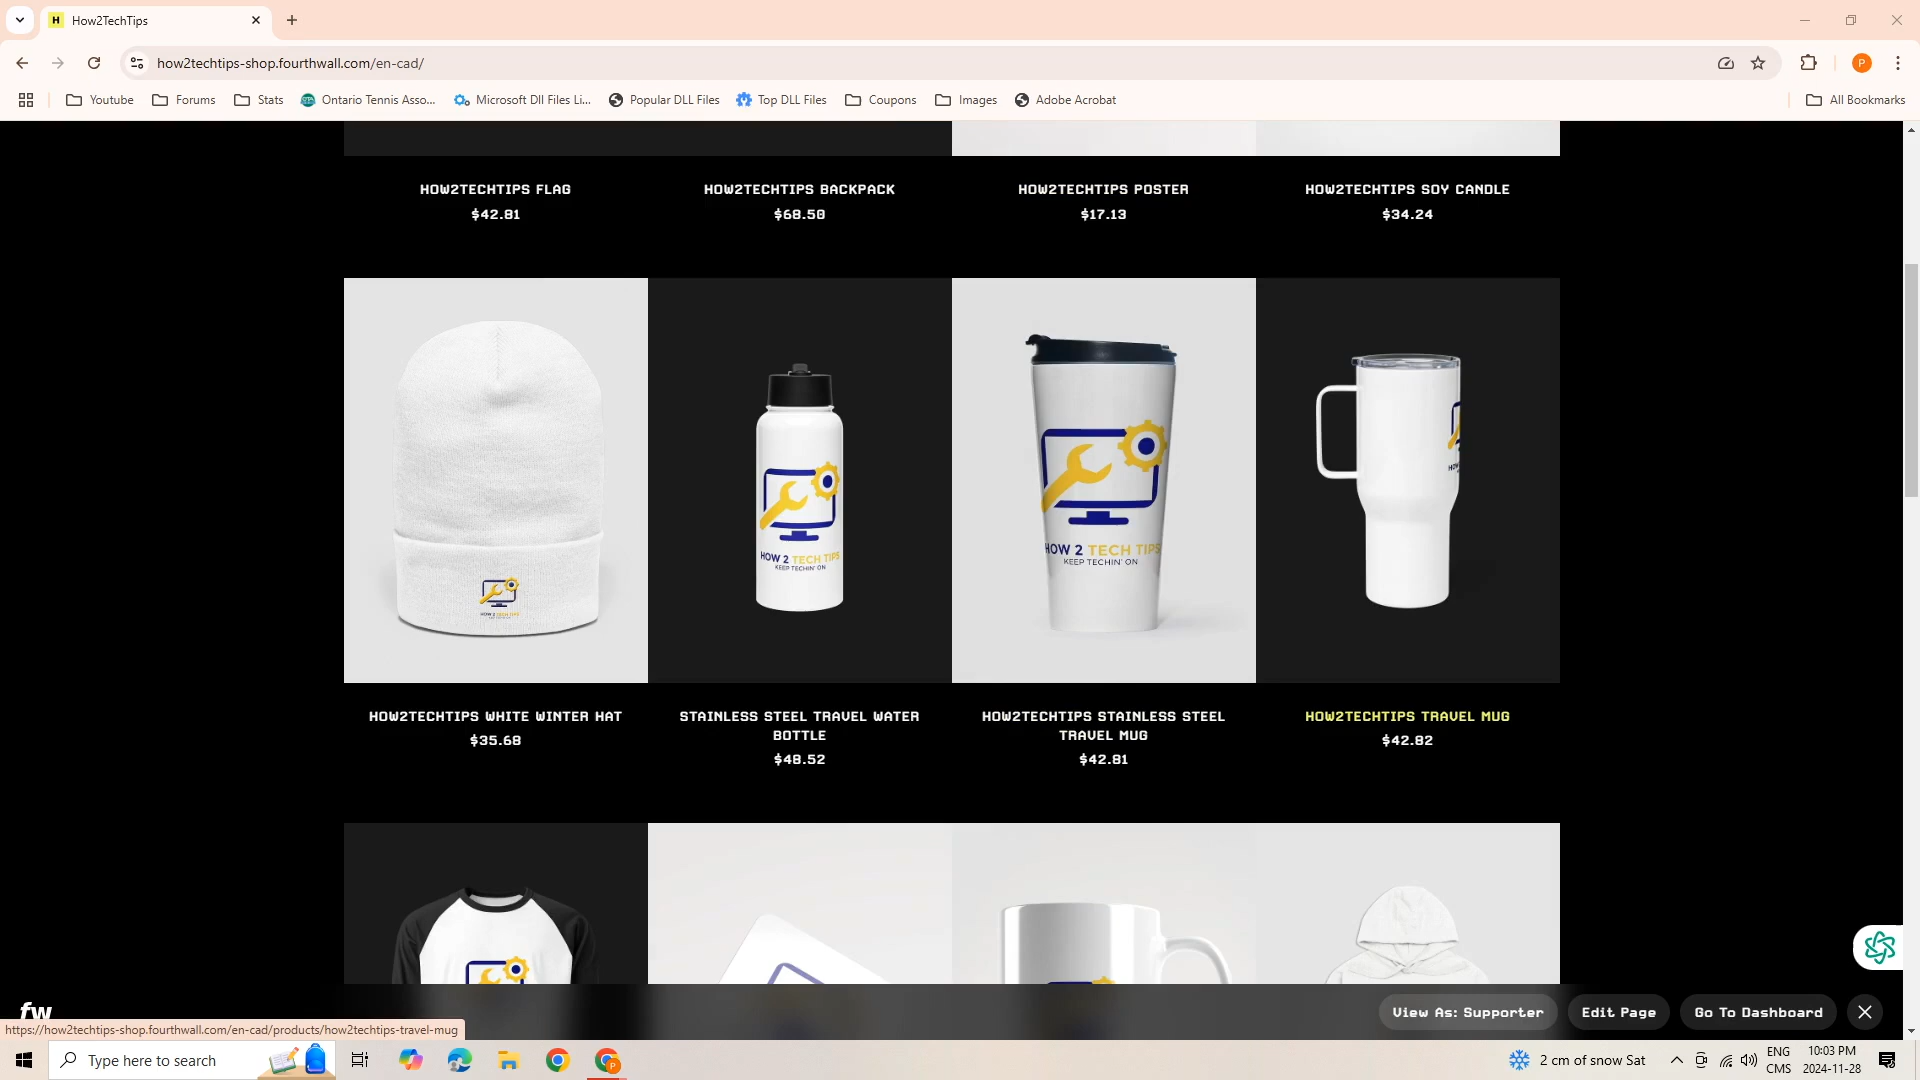 How2TechTips
how2techtips-shop.fourthwall.com/en-cad/
P
Youtube
Forums
Stats
Ontario Tennis Asso...
Microsoft Dll Files Li...
Popular DLL Files
Top DLL Files
Coupons
Images
Adobe Acrobat
All Bookmarks
HOW2TECHTIPS FLAG
$42.81
HOW2TECHTIPS BACKPACK
$68.50
HOW2TECHTIPS POSTER
$17.13
HOW2TECHTIPS SOY CANDLE
$34.24
HOW 2 TECH TIPS
KEEP TECHIN' ON
HOW 2 TECH TIPS
KEEP TECHIN' ON
HOW 2 TECH TIPS
HOW2TECHTIPS WHITE WINTER HAT
$35.68
STAINLESS STEEL TRAVEL WATER
BOTTLE
$48.52
HOW2TECHTIPS STAINLESS STEEL
TRAVEL MUG
$42.81
HOW2TECHTIPS TRAVEL MUG
$42.82
fw
View As: Supporter
Edit Page
Go To Dashboard
https://how2techtips-shop.fourthwall.com/en-cad/products/how2techtips-travel-mug
Type here to search
2 cm of snow Sat
ENG
CMS
10:03 PM
2024-11-28